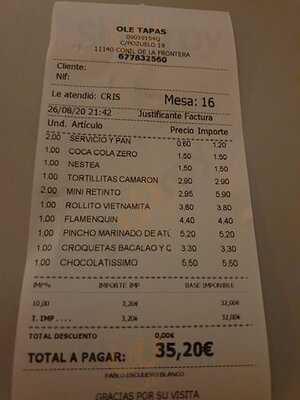 OLE TAPAS
C/POZUELO 19
11140 CONIL DE LA FRONTERA
677832560
Cliente:
Nif:
Le atendió: CRIS Mesa: 16
26/08/20 21:42 Justificante Factura
Und. Artículo Precio Importe
2.00 SERVICIO Y PAN 0.60 1.20
1.00 COCA COLA ZERO 1.50 1.50
1.00 NESTEA 1.50 1.50
1.00 TORTILLITAS CAMARON 2.90 2.90
2.00 MINI RETINTO 2.95 5.90
1.00 ROLLITO VIETNAMITA 3.80 3.80
1.00 FLAMENQUIN 4.40 4.40
1.00 PINCHO MARINADO DE ATÚ 5.20 5.20
1.00 CROQUETAS BACALAO Y Q 3.30 3.30
1.00 CHOCOLATISSIMO 5.50 5.50
IMP% IMPORTE IMP BASE IMPONIBLE
10,00 3,20€ 32,00€
T. IMP .... 3,20€ 32,00€
TOTAL DESCUENTO 0,00€
TOTAL A PAGAR: 35,20€
PABLO ESCUDERO BLANCO
GRACIAS POR SU VISITA